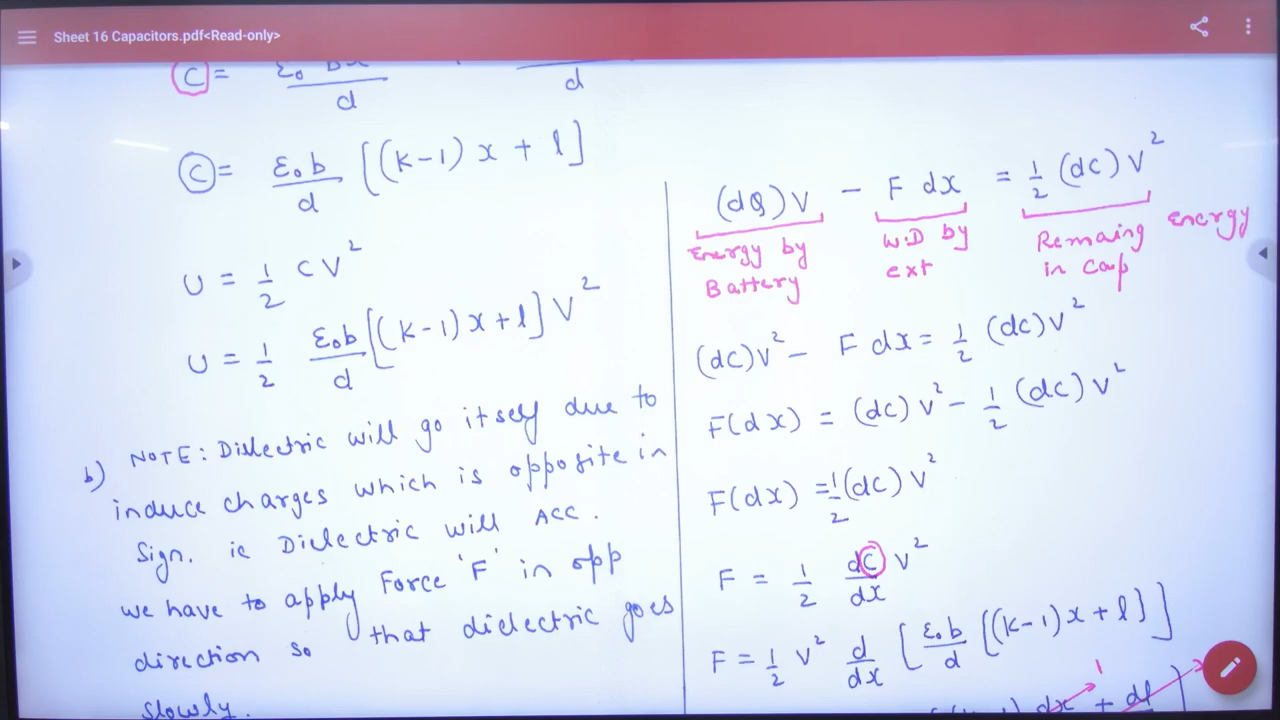 Sheet 16 Capacitors.pdf<Read-only>
C =
d
d
C = ε₀b/d [(k-1)x + l]
U = 1/2 CV²
U = 1/2 ε₀b/d [(k-1)x+l] V²
b) NOTE: Dielectric will go itself due to
induce charges which is opposite in
Sign. ie Dielectric will Acc.
we have to apply Force 'F' in opp
direction so that dielectric goes
slowly.
(dQ)V - F dx = 1/2 (dc) V²
Energy by Battery
W.D by ext
Remaing energy in Cap
(dc)V² - F dx = 1/2 (dc)V²
F(dx) = (dc) V² - 1/2 (dc) V²
F(dx) = 1/2 (dc) V²
F = 1/2 dC/dx V²
F = 1/2 V² d/dx [ε₀b/d [(k-1)x + l}]
dx + dl
1